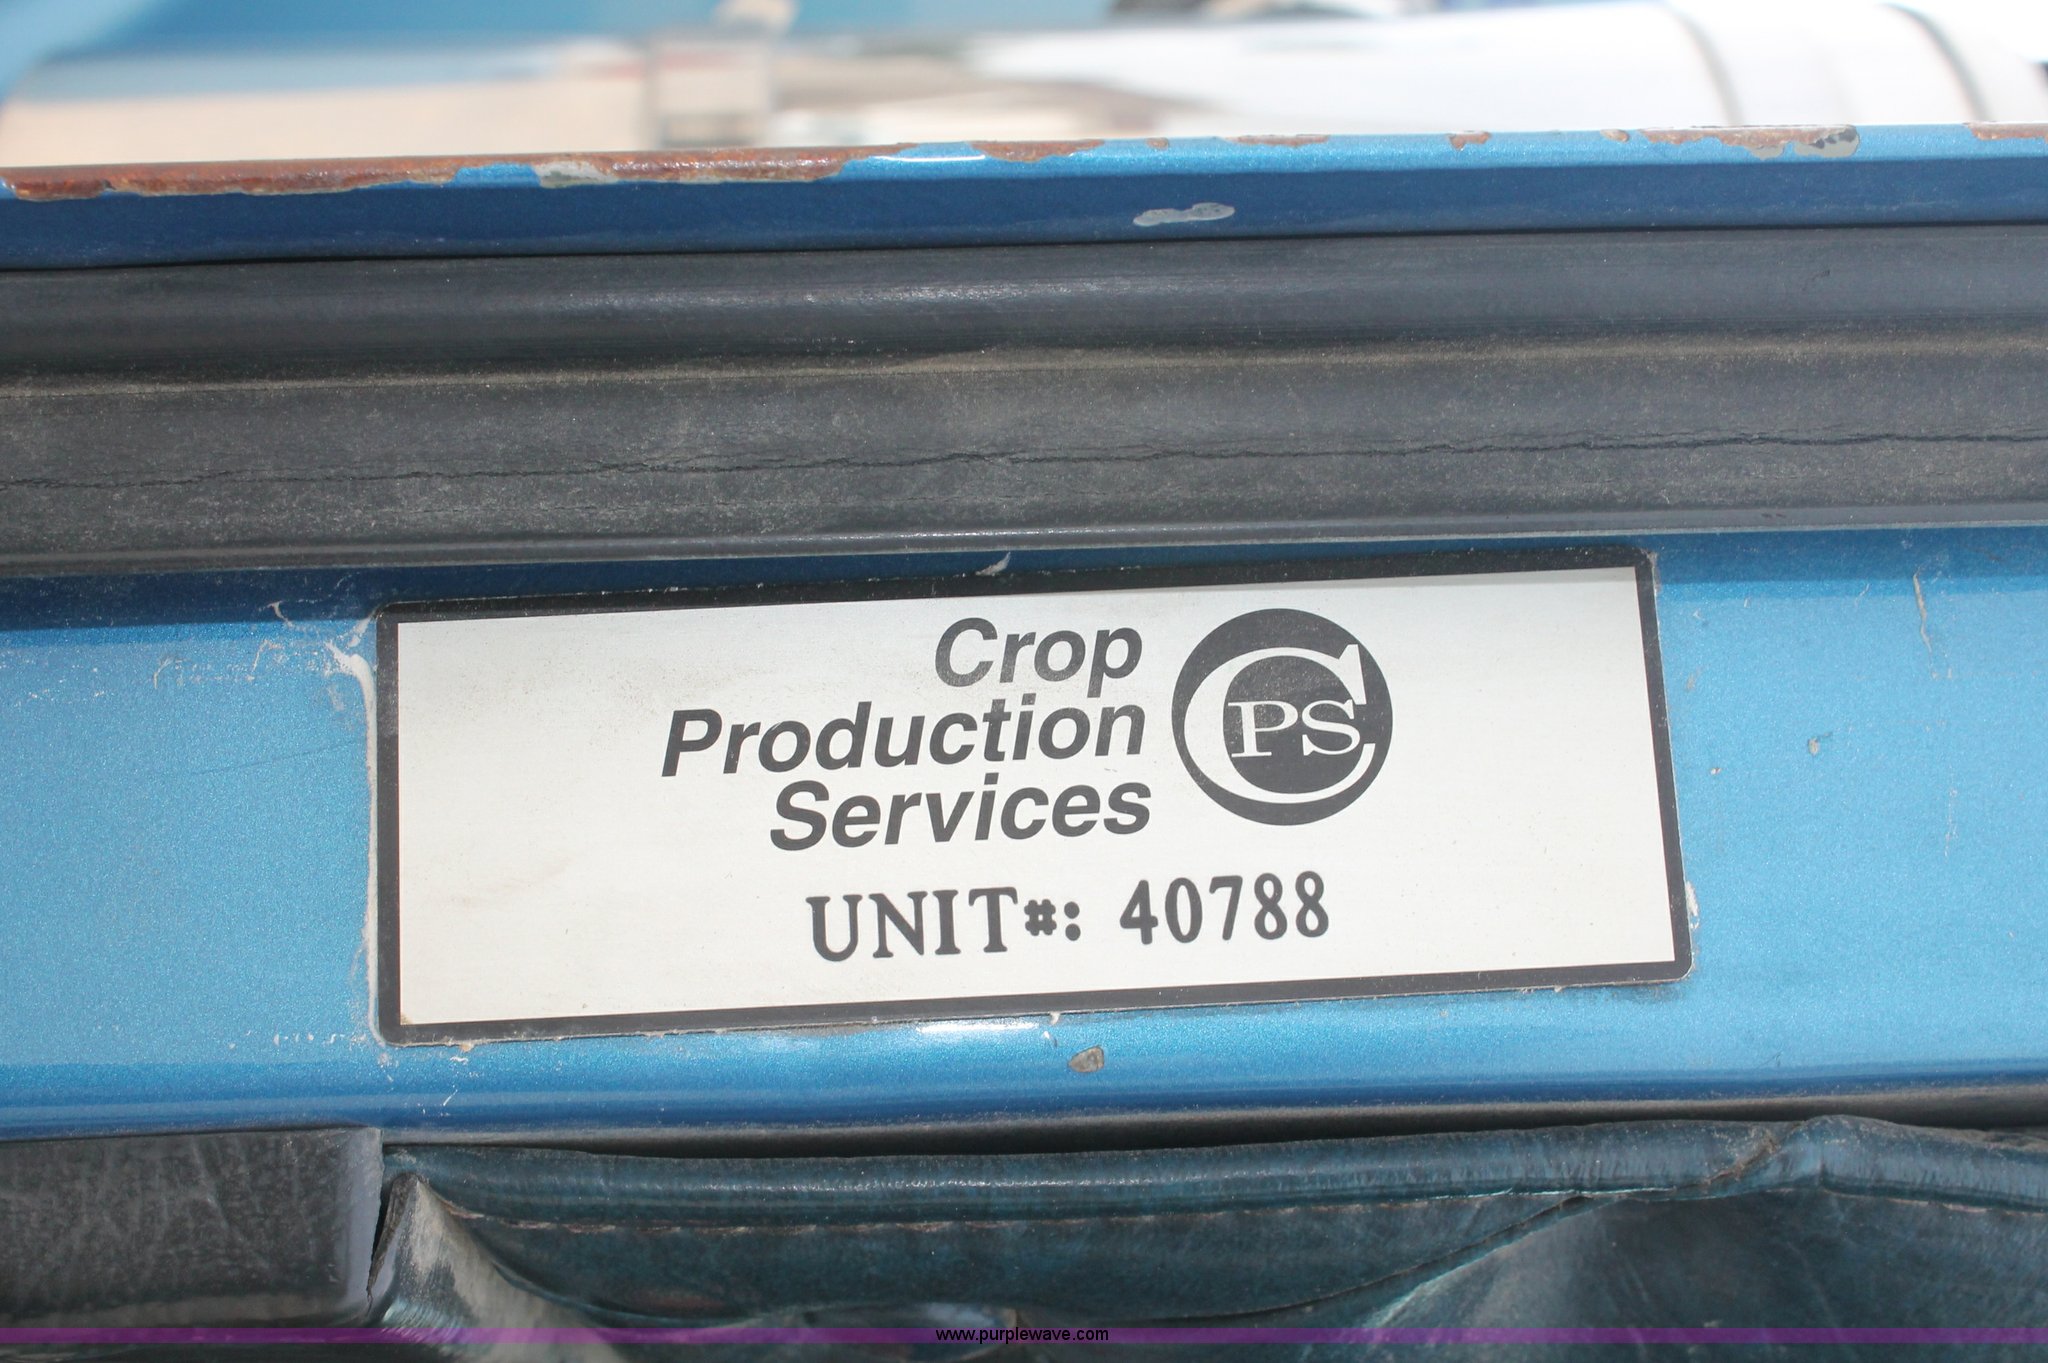 Crop
Production
Services
CPS
UNIT#: 40788
www.purplewave.com